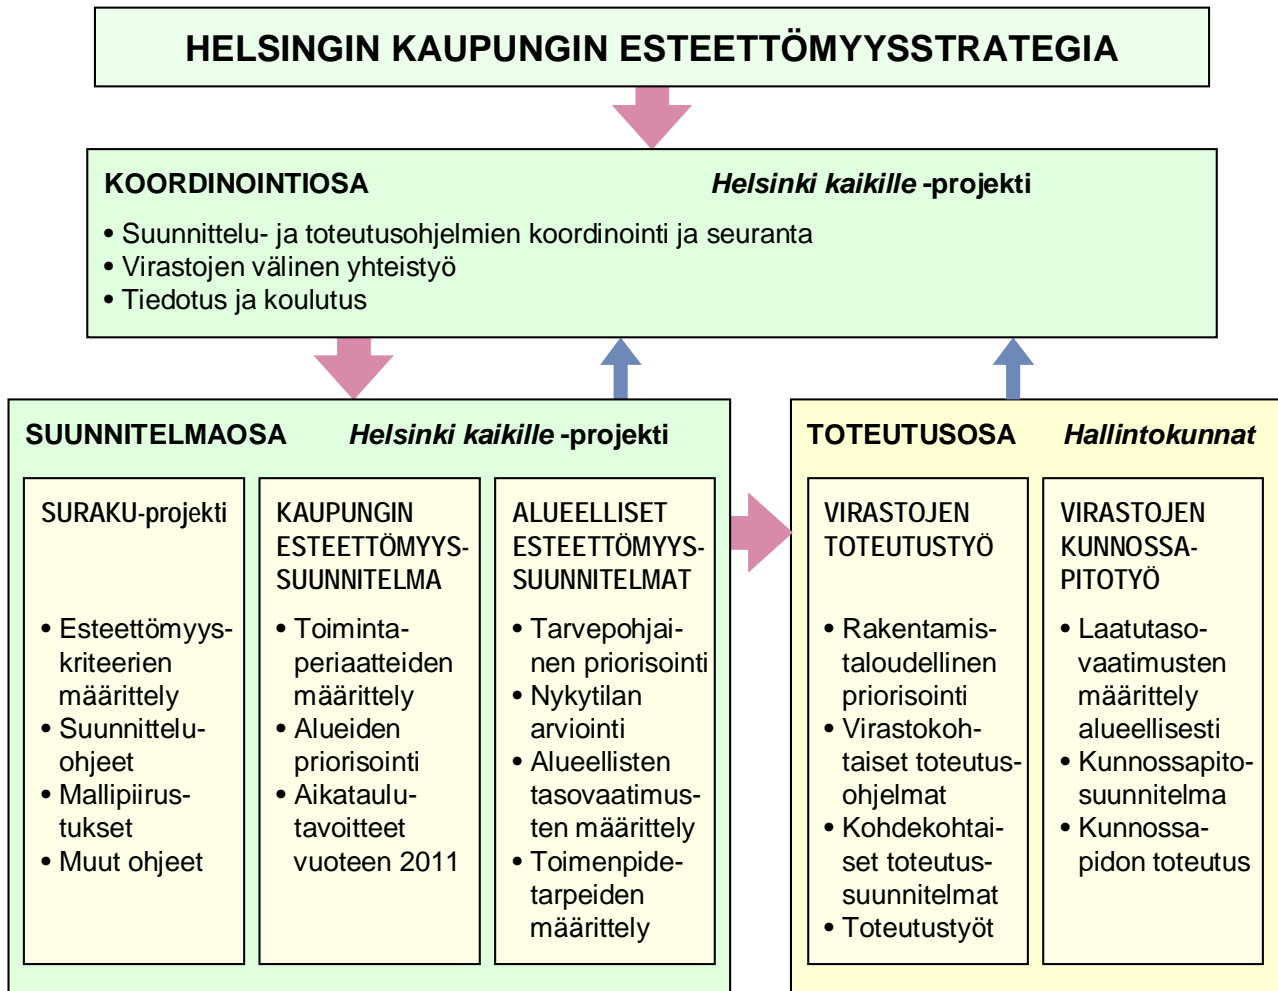 HELSINGIN KAUPUNGIN ESTEETTÖMYYSSTRATEGIA
KOORDINOINTIOSA Helsinki kaikille -projekti
• Suunnittelu- ja toteutusohjelmien koordinointi ja seuranta
• Virastojen välinen yhteistyö
• Tiedotus ja koulutus
SUUNNITELMAOSA Helsinki kaikille -projekti
SURAKU-projekti
• Esteettömyys-
kriteerien
määrittely
• Suunnittelu-
ohjeet
• Mallipiirus-
tukset
• Muut ohjeet
KAUPUNGIN
ESTEETTÖMYYS-
SUUNNITELMA
• Toiminta-
periaatteiden
määrittely
• Alueiden
priorisointi
• Aikataulu-
tavoitteet
vuoteen 2011
ALUEELLISET
ESTEETTÖMYYS-
SUUNNITELMAT
• Tarvepohjai-
nen priorisointi
• Nykytilan
arviointi
• Alueellisten
tasovaatimus-
ten määrittely
• Toimenpide-
tarpeiden
määrittely
TOTEUTUSOSA Hallintokunnat
VIRASTOJEN
TOTEUTUSTYÖ
• Rakentamis-
taloudellinen
priorisointi
• Virastokoh-
taiset toteutus-
ohjelmat
• Kohdekohtai-
set toteutus-
suunnitelmat
• Toteutustyöt
VIRASTOJEN
KUNNOSSA-
PITOTYÖ
• Laatutaso-
vaatimusten
määrittely
alueellisesti
• Kunnossapito-
suunnitelma
• Kunnossa-
pidon toteutus